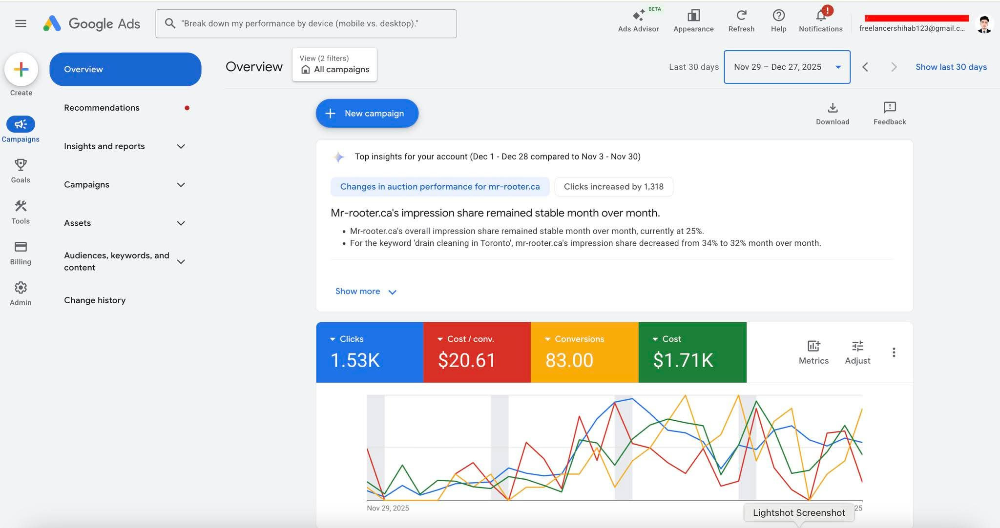 Google Ads
"Break down my performance by device (mobile vs. desktop)."
BETA
Ads Advisor
Appearance
Refresh
Help
!
Notifications
freelancershihab123@gmail.c...
Create
Campaigns
Goals
Tools
Billing
Admin
Overview
Recommendations
Insights and reports
Campaigns
Assets
Audiences, keywords, and
content
Change history
Overview
View (2 filters)
All campaigns
Last 30 days
Nov 29 – Dec 27, 2025
Show last 30 days
New campaign
Download
Feedback
Top insights for your account (Dec 1 - Dec 28 compared to Nov 3 - Nov 30)
Changes in auction performance for mr-rooter.ca
Clicks increased by 1,318
Mr-rooter.ca's impression share remained stable month over month.
• Mr-rooter.ca's overall impression share remained stable month over month, currently at 25%.
• For the keyword 'drain cleaning in Toronto', mr-rooter.ca's impression share decreased from 34% to 32% month over month.
Show more
Clicks
1.53K
Cost / conv.
$20.61
Conversions
83.00
Cost
$1.71K
Metrics
Adjust
Nov 29, 2025
25
Lightshot Screenshot